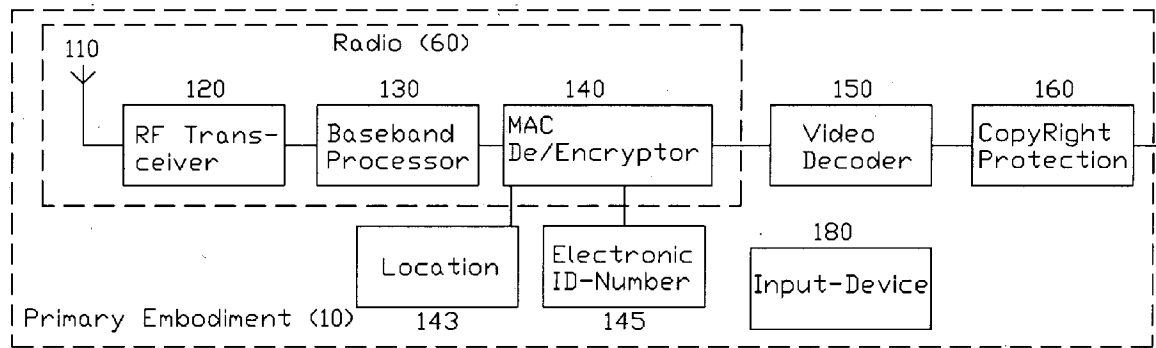 Radio (60)
110
120
130
140
150
160
RF Trans-
ceiver
Baseband
Processor
MAC
De/Encryptor
Video
Decoder
CopyRight
Protection
Location
Electronic
ID-Number
180
Input-Device
Primary Embodiment (10)
143
145